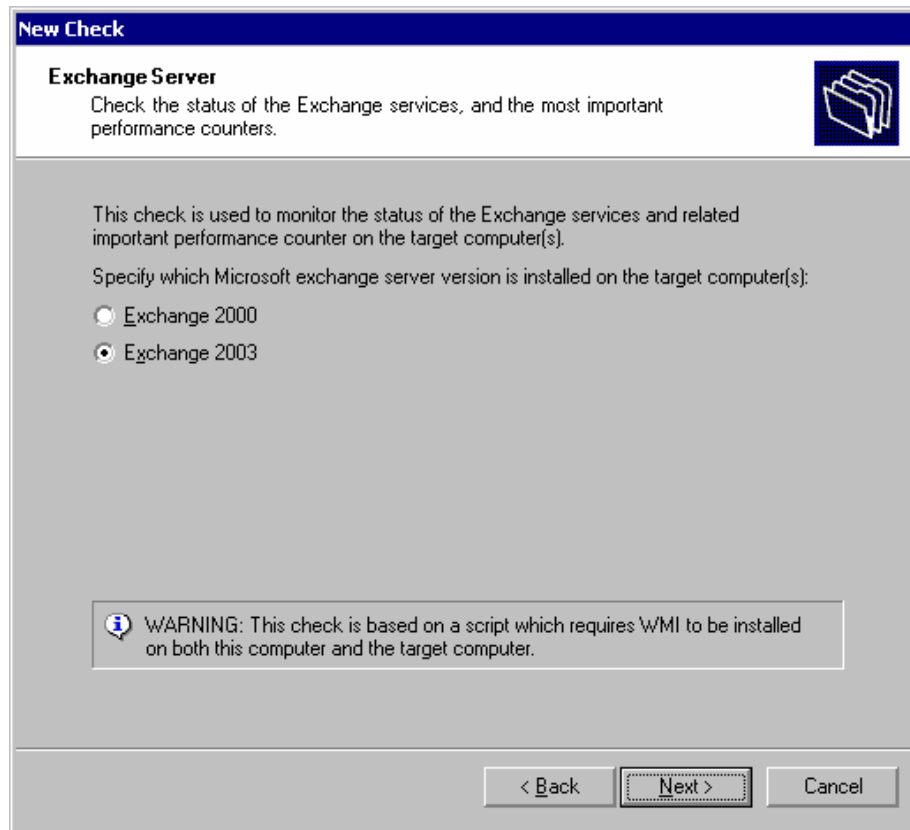 New Check
Exchange Server
Check the status of the Exchange services, and the most important
performance counters.
This check is used to monitor the status of the Exchange services and related
important performance counter on the target computer(s).
Specify which Microsoft exchange server version is installed on the target computer(s):
Exchange 2000
Exchange 2003
WARNING: This check is based on a script which requires WMI to be installed
on both this computer and the target computer.
< Back Next > Cancel